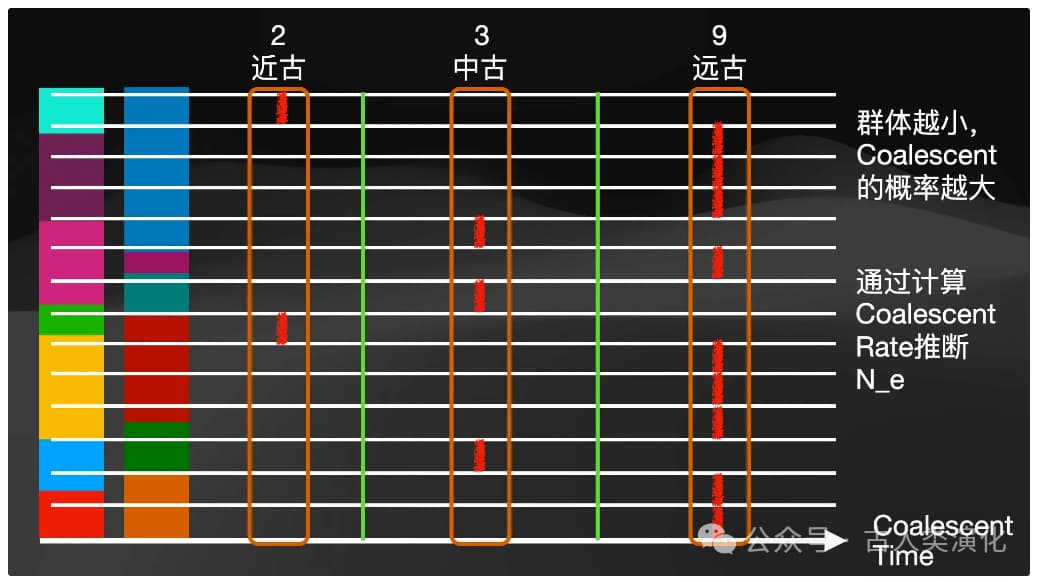 2
近古
3
中古
9
远古
群体越小,
Coalescent
的概率越大
通过计算
Coalescent
Rate推断
N_e
Coalescent
Time
公众号 · 古人类演化